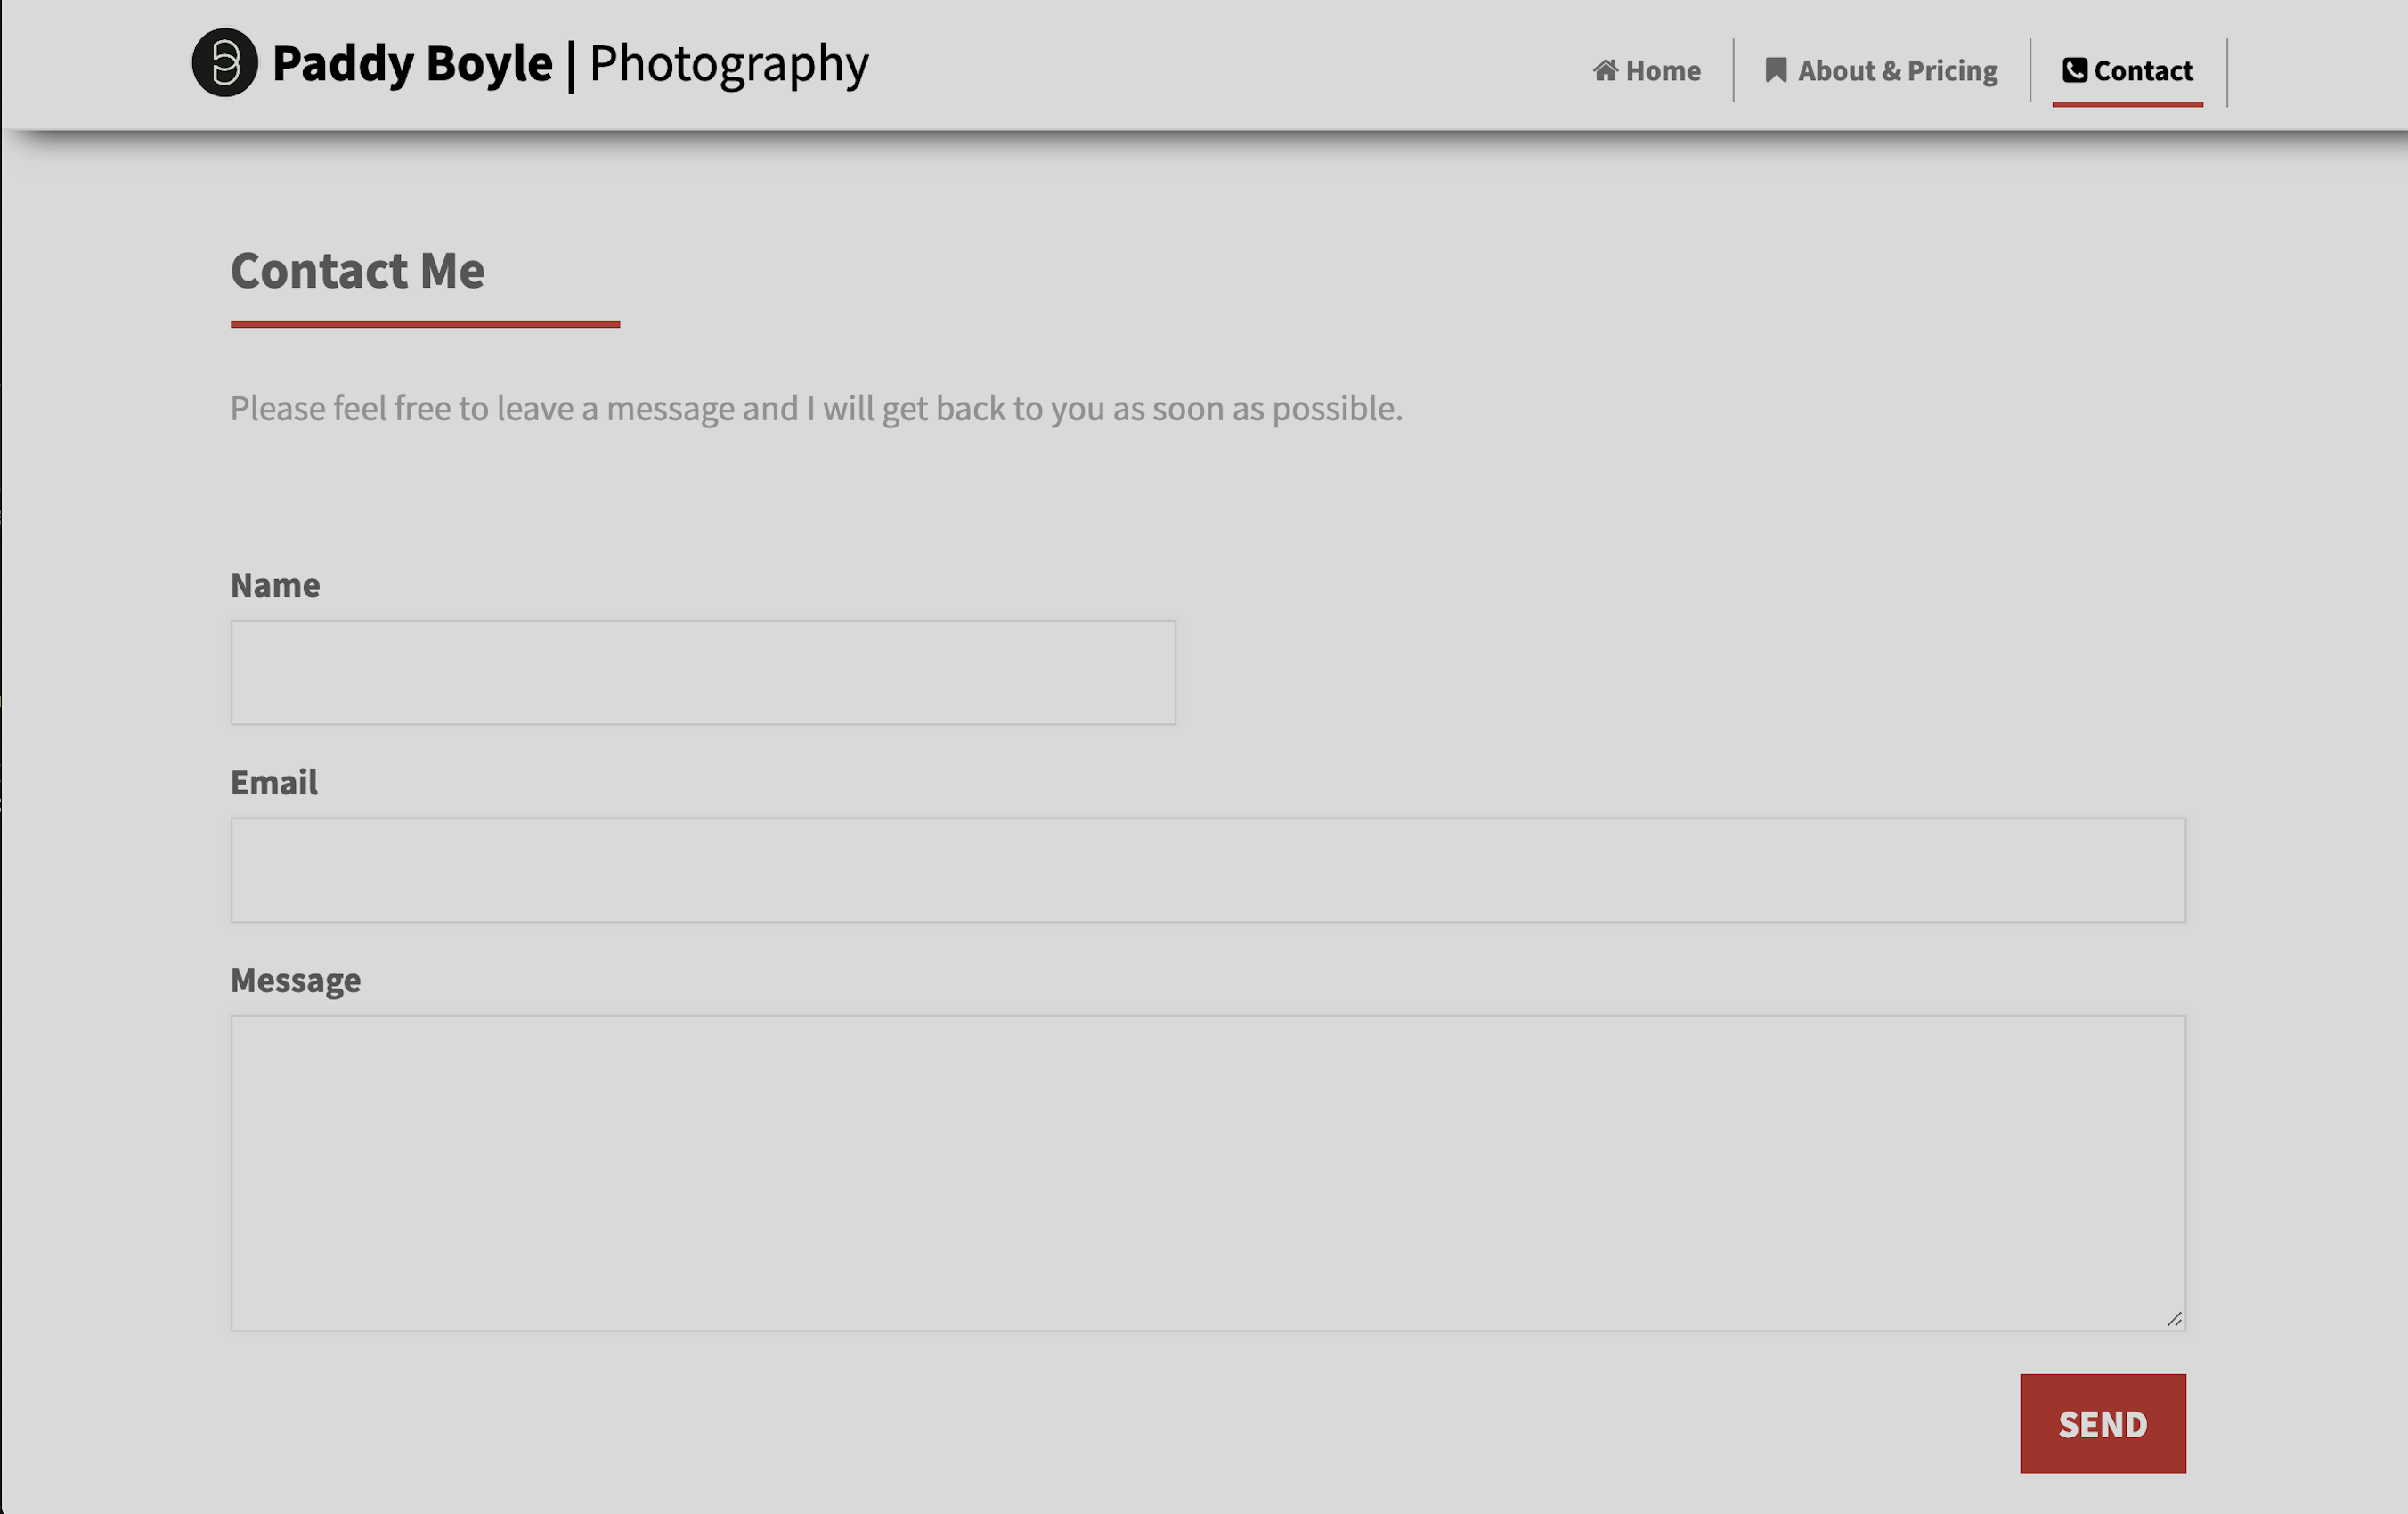 Paddy Boyle | Photography
Home
About & Pricing
Contact
Contact Me
Please feel free to leave a message and I will get back to you as soon as possible.
Name
Email
Message
SEND